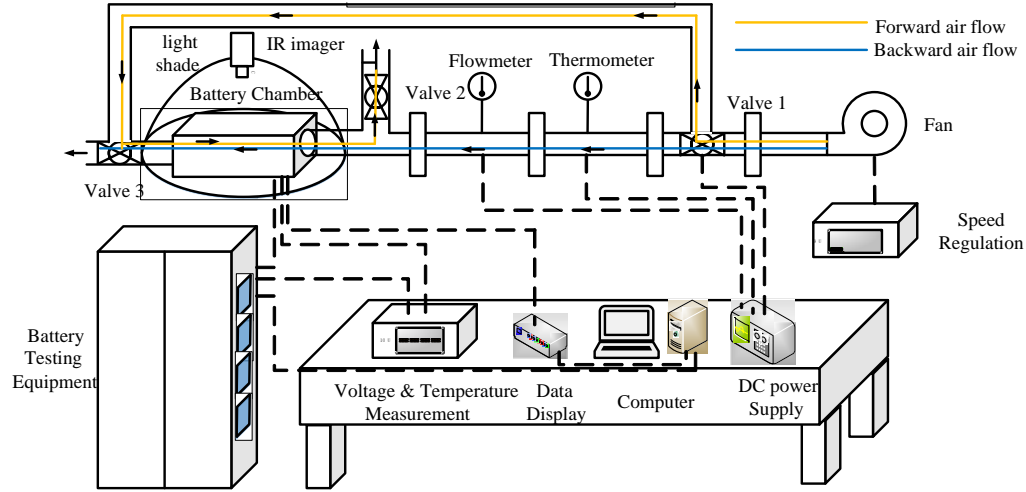 Forward air flow
Backward air flow
light
shade
IR imager
Flowmeter
Thermometer
Battery Chamber
Valve 2
Valve 1
Fan
Valve 3
Speed
Regulation
Battery
Testing
Equipment
Voltage & Temperature
Measurement
Data
Display
Computer
DC power
Supply